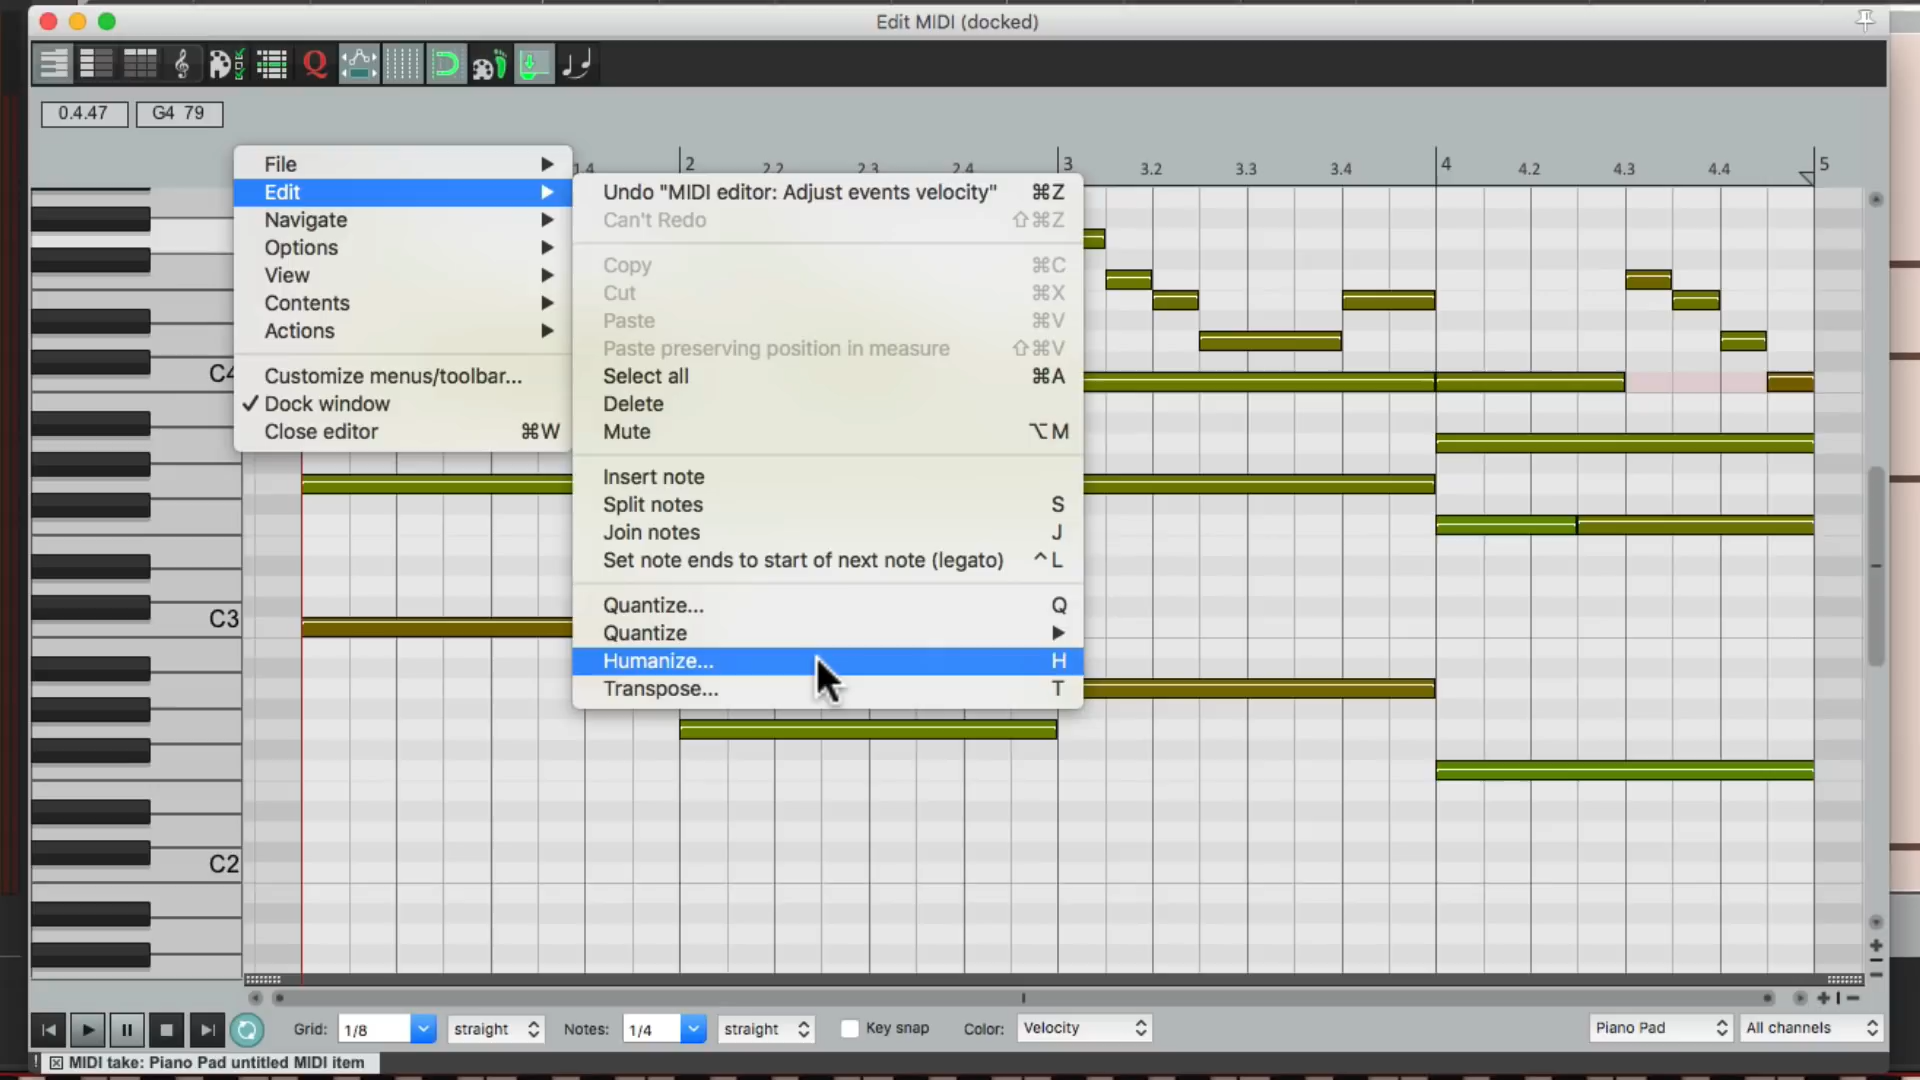 Edit MIDI (docked)
Q
0.4.47
G4 79
1.4 2 2.2 2.3 2.4 3 3.2 3.3 3.4 4 4.2 4.3 4.4 5
File
Edit
Navigate
Options
View
Contents
Actions
Customize menus/toolbar...
✓ Dock window
Close editor ⌘W
Undo "MIDI editor: Adjust events velocity" ⌘Z
Can't Redo ⇧⌘Z
Copy ⌘C
Cut ⌘X
Paste ⌘V
Paste preserving position in measure ⇧⌘V
Select all ⌘A
Delete
Mute ⌥M
Insert note
Split notes S
Join notes J
Set note ends to start of next note (legato) ^L
Quantize... Q
Quantize
Humanize... H
Transpose... T
C4
C3
C2
Grid: 1/8 straight Notes: 1/4 straight Key snap Color: Velocity Piano Pad All channels
MIDI take: Piano Pad untitled MIDI item